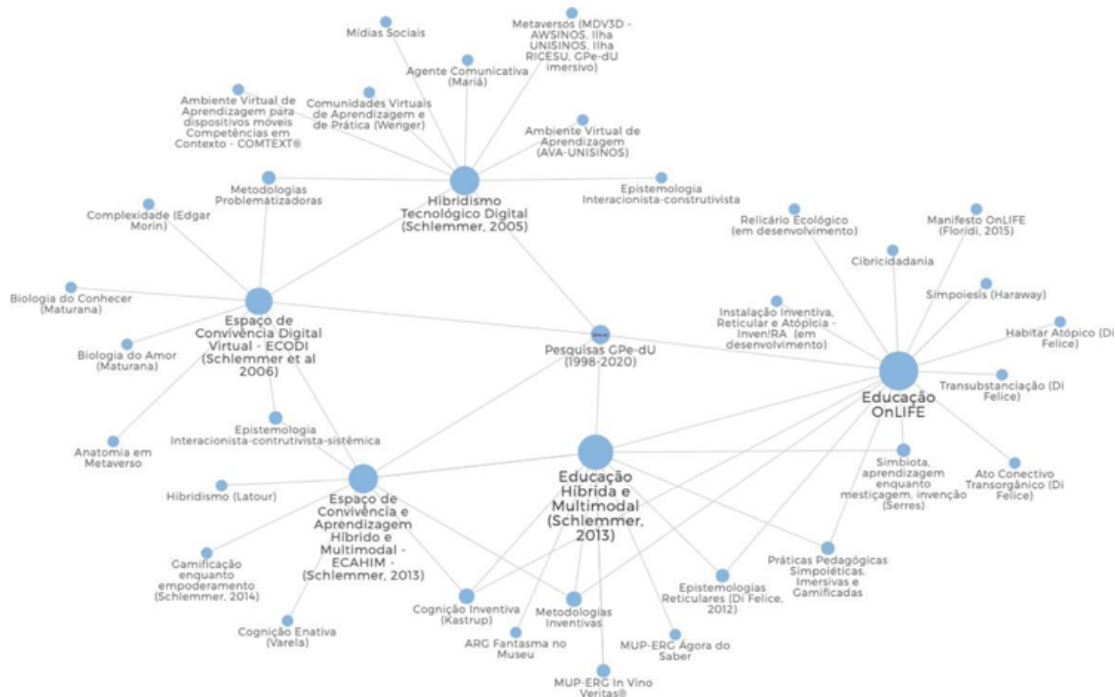 Mídias Sociais
Metaversos (MDV3D -
AWSINOS, Ilha
UNISINOS, Ilha
RICESU, GPe-dU
imersivo)
Agente Comunicativa
(Mariá)
Ambiente Virtual de
Aprendizagem para
dispositivos móveis
Competências em
Contexto - COMTEXT®
Comunidades Virtuais
de Aprendizagem e
de Prática (Wenger)
Ambiente Virtual de
Aprendizagem
(AVA-UNISINOS)
Metodologias
Problematizadoras
Hibridismo
Tecnológico Digital
(Schlemmer, 2005)
Epistemologia
Interacionista-construtivista
Complexidade (Edgar
Morin)
Relicário Ecológico
(em desenvolvimento)
Manifesto OnLIFE
(Floridi, 2015)
Cibricidadania
Biologia do Conhecer
(Maturana)
Simpoiesis (Haraway)
Espaço de
Convivência Digital
Virtual - ECODI
(Schlemmer et al
2006)
Instalação Inventiva,
Reticular e Atópicia -
Inven!RA (em
desenvolvimento)
Habitar Atópico (Di
Felice)
Biologia do Amor
(Maturana)
Pesquisas GPe-dU
(1998-2020)
Transubstanciação (Di
Felice)
Educação
OnLIFE
Epistemologia
Interacionista-contrutivista-sistêmica
Anatomia em
Metaverso
Simbiota,
aprendizagem
enquanto
mestiçagem, invenção
(Serres)
Ato Conectivo
Transorgânico (Di
Felice)
Educação
Híbrida e
Multimodal
(Schlemmer,
2013)
Hibridismo (Latour)
Espaço de
Convivência e
Aprendizagem
Híbrido e
Multimodal -
ECAHIM -
(Schlemmer, 2013)
Práticas Pedagógicas
Simpoiéticas,
Imersivas e
Gamificadas
Gamificação
enquanto
empoderamento
(Schlemmer, 2014)
Epistemologias
Reticulares (Di Felice,
2012)
Cognição Inventiva
(Kastrup)
Metodologias
Inventivas
Cognição Enativa
(Varela)
ARG Fantasma no
Museu
MUP-ERG Ágora do
Saber
MUP-ERG In Vino
Veritas®